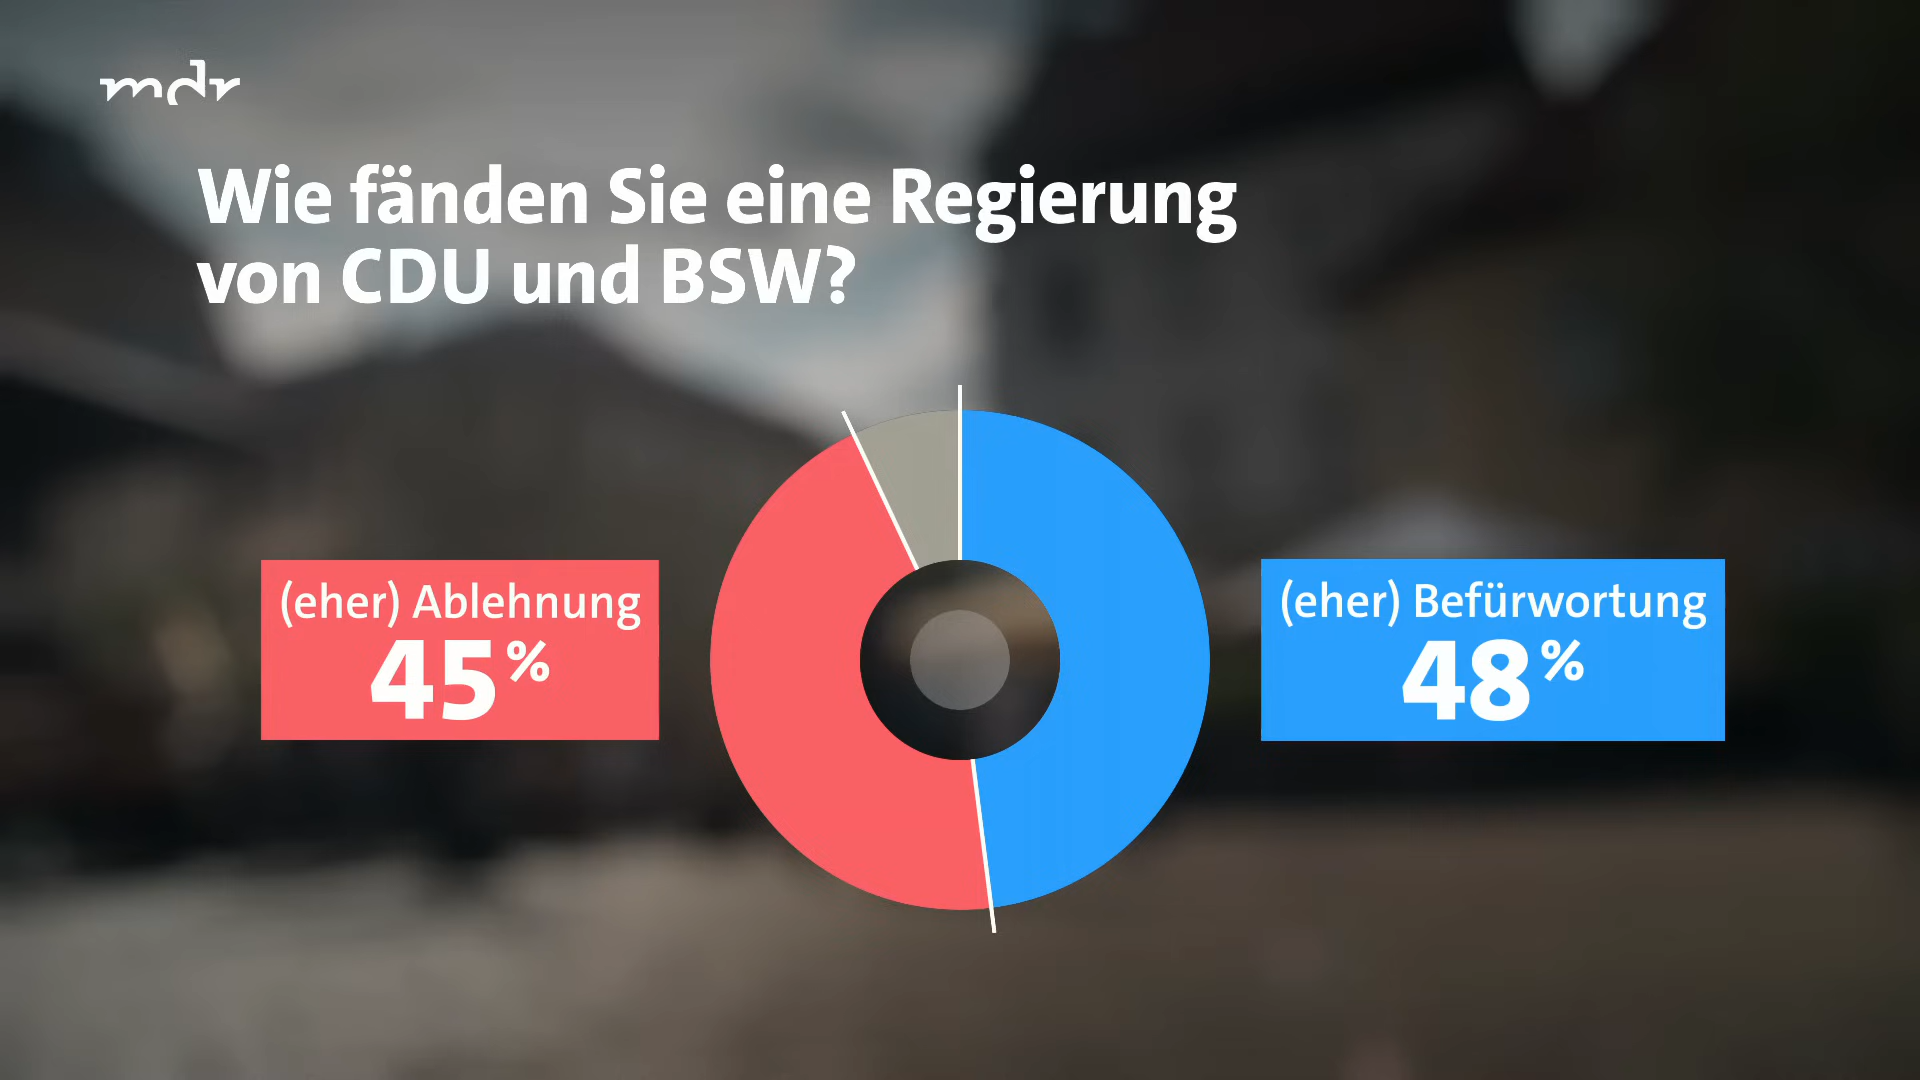 mdr
Wie fänden Sie eine Regierung
von CDU und BSW?
(eher) Ablehnung
45%
(eher) Befürwortung
48%